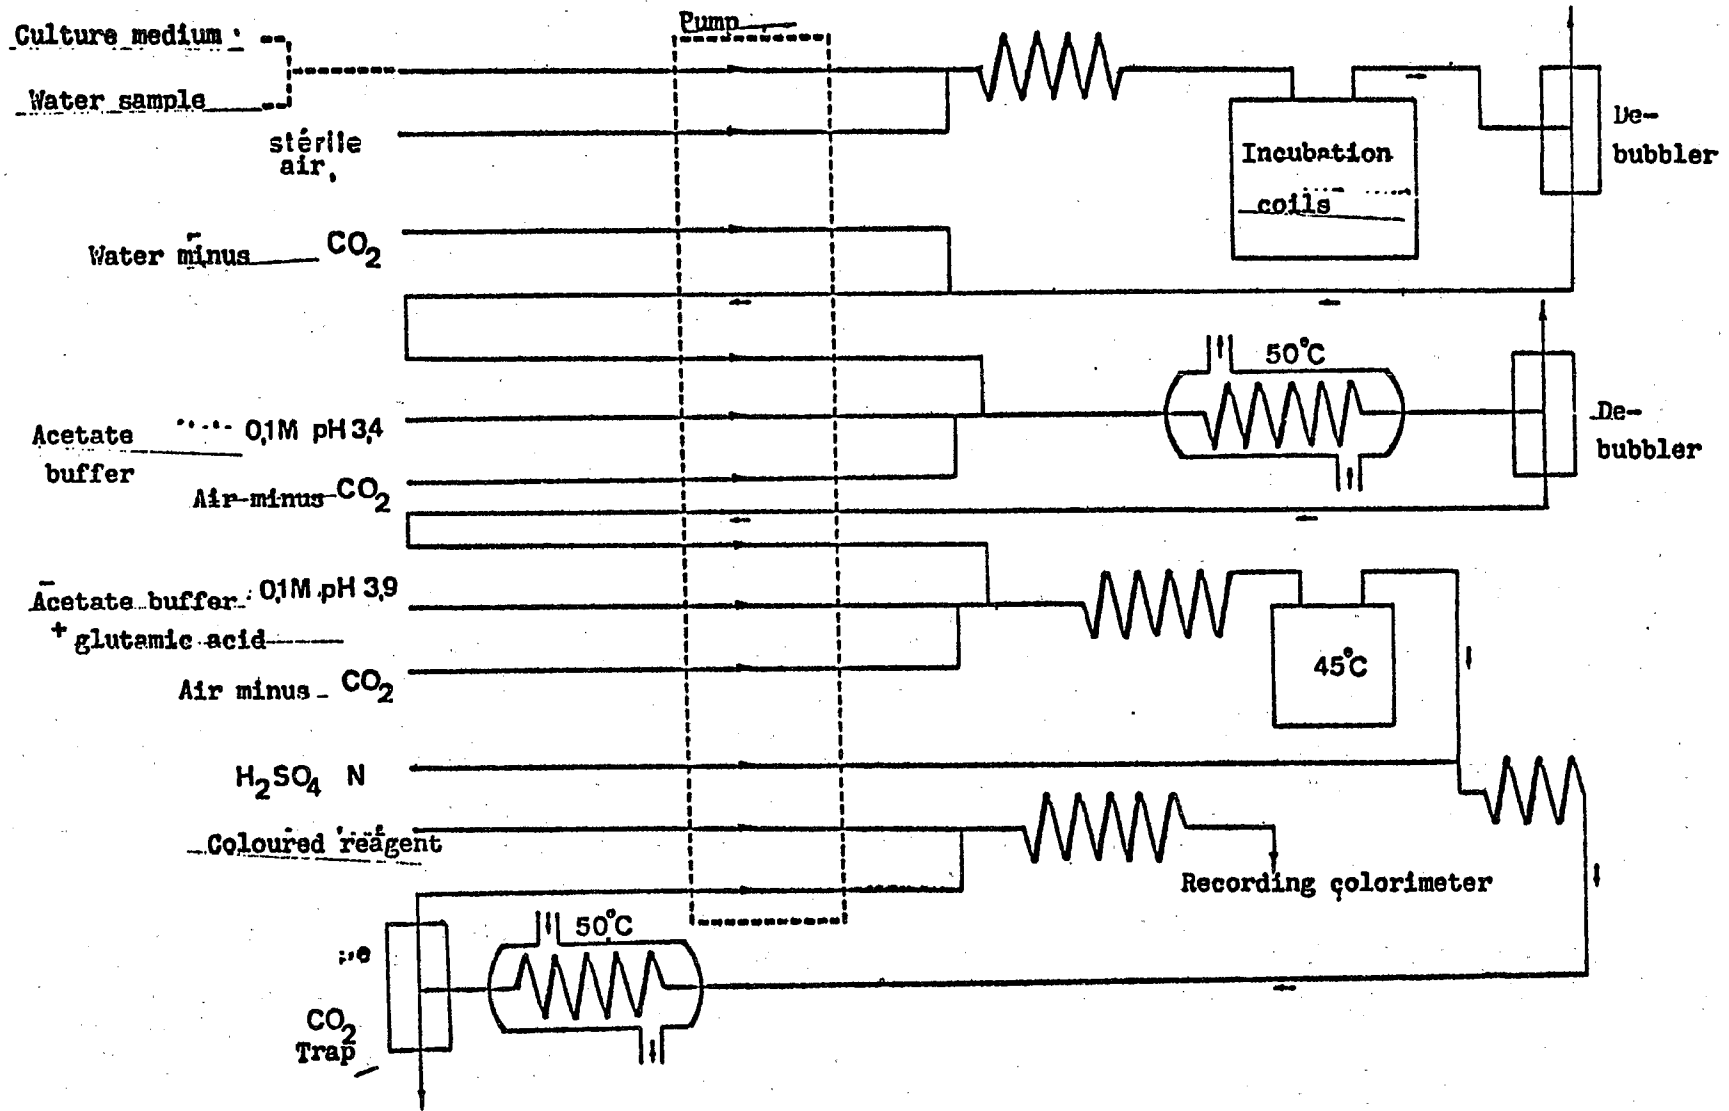 Pump
Culture medium
Water sample
stérile
air
De-
bubbler
Incubation
coils
Water minus CO2
50°C
Acetate 0,1M pH 3,4
buffer
De-
bubbler
Air minus CO2
Acetate buffer 0,1M pH 3,9
+ glutamic acid
45°C
Air minus CO2
H2SO4 N
Coloured reagent
Recording colorimeter
50°C
CO2
Trap